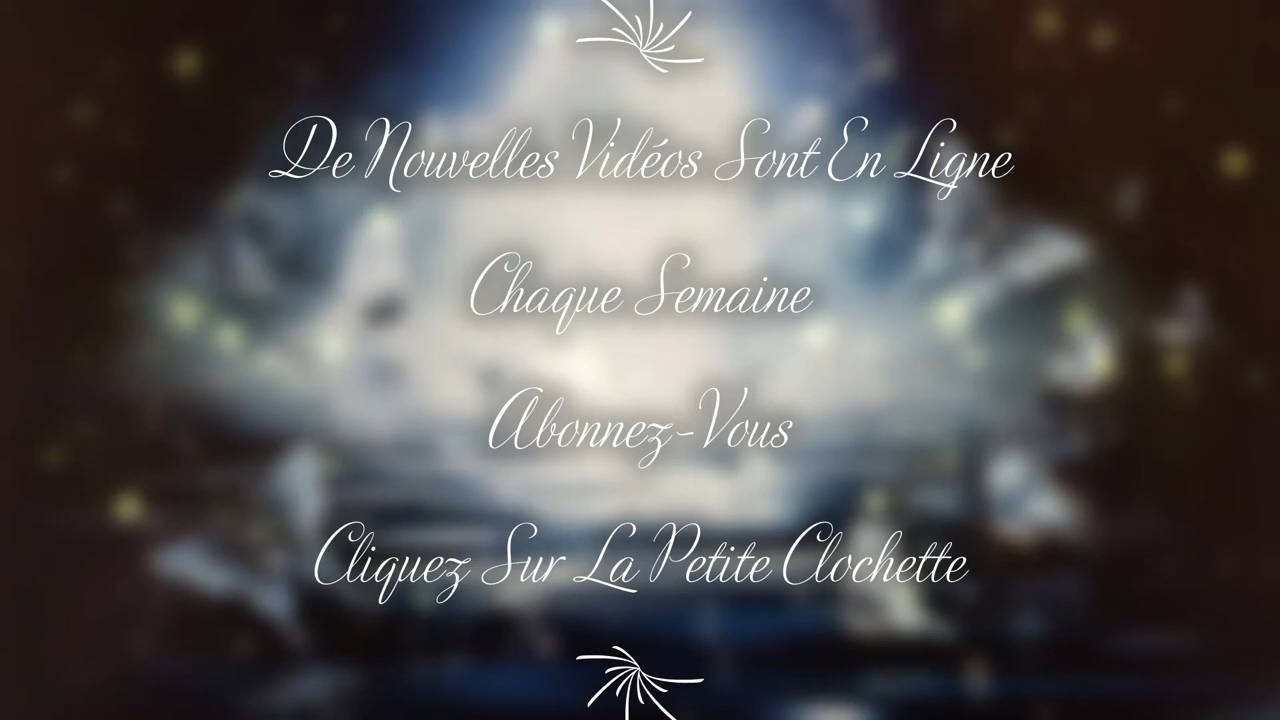 De Nouvelles Vidéos Sont En Ligne
Chaque Semaine
Abonnez-Vous
Cliquez Sur La Petite Clochette